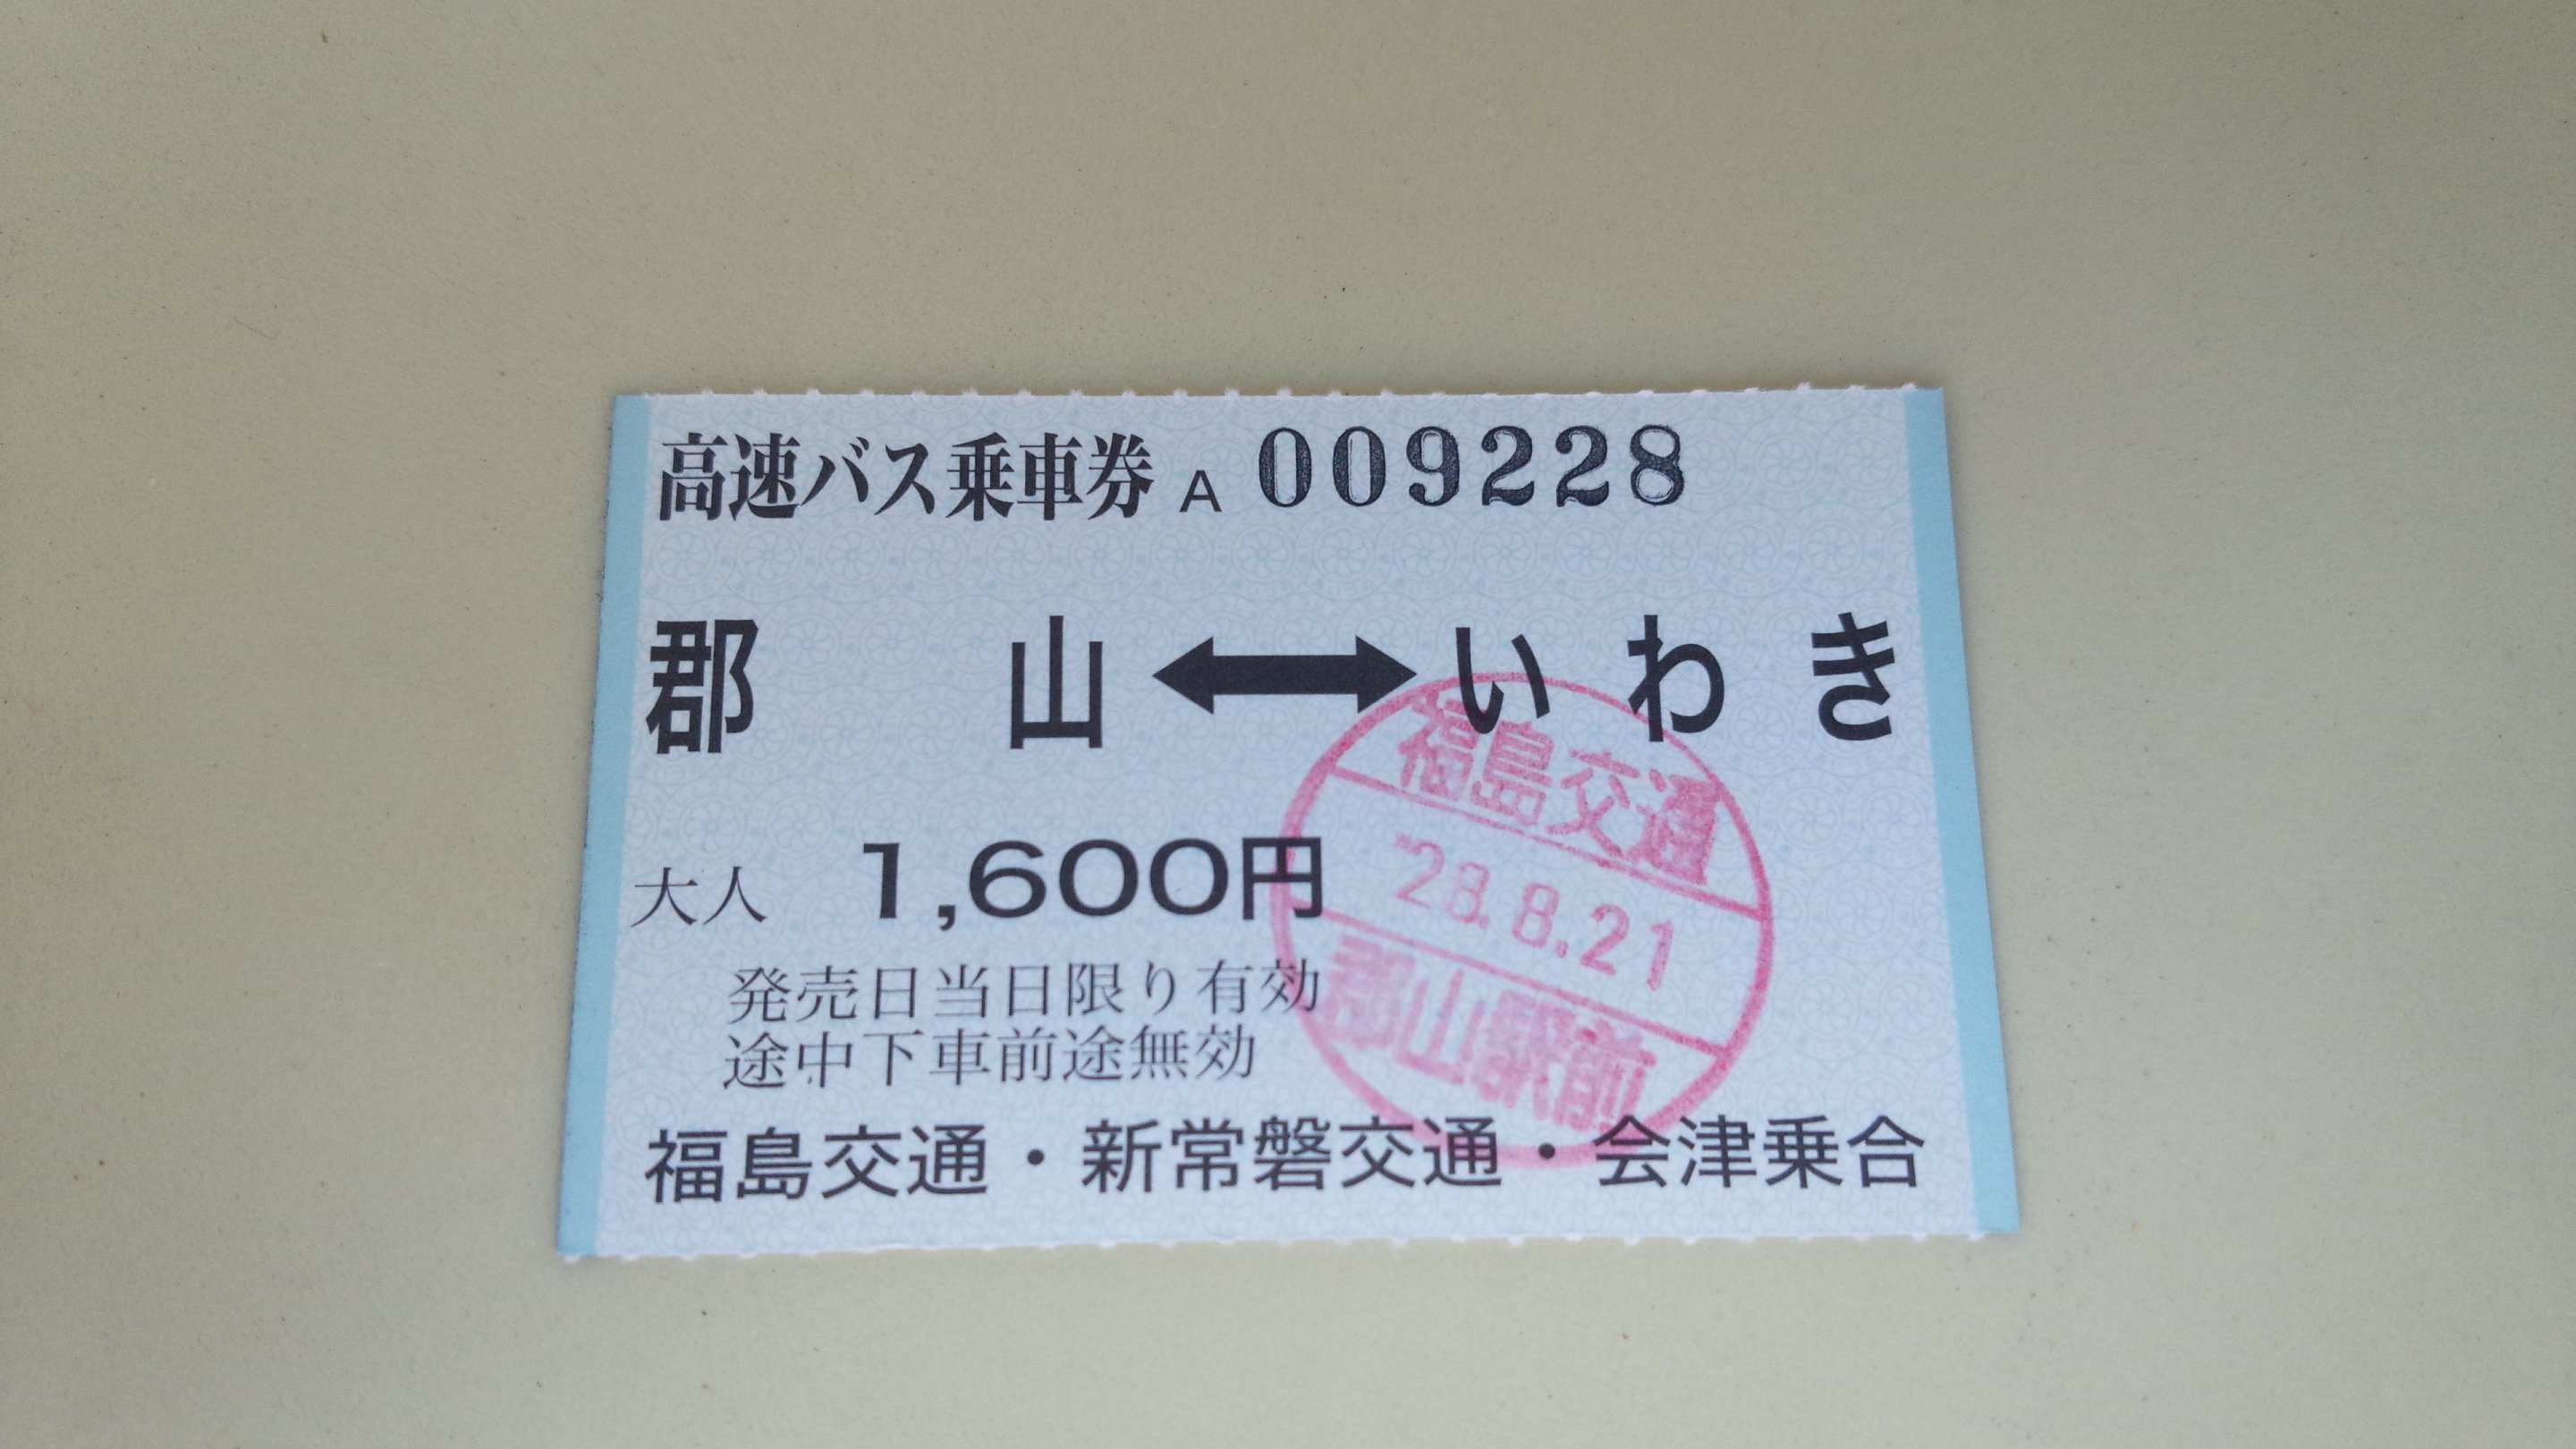 高速バス乗車券 A 009228
郡山↔いわき
大人 1,600円
発売日当日限り有効
途中下車前途無効
福島交通・新常磐交通・会津乗合
福島交通
'28.8.21
郡山駅前